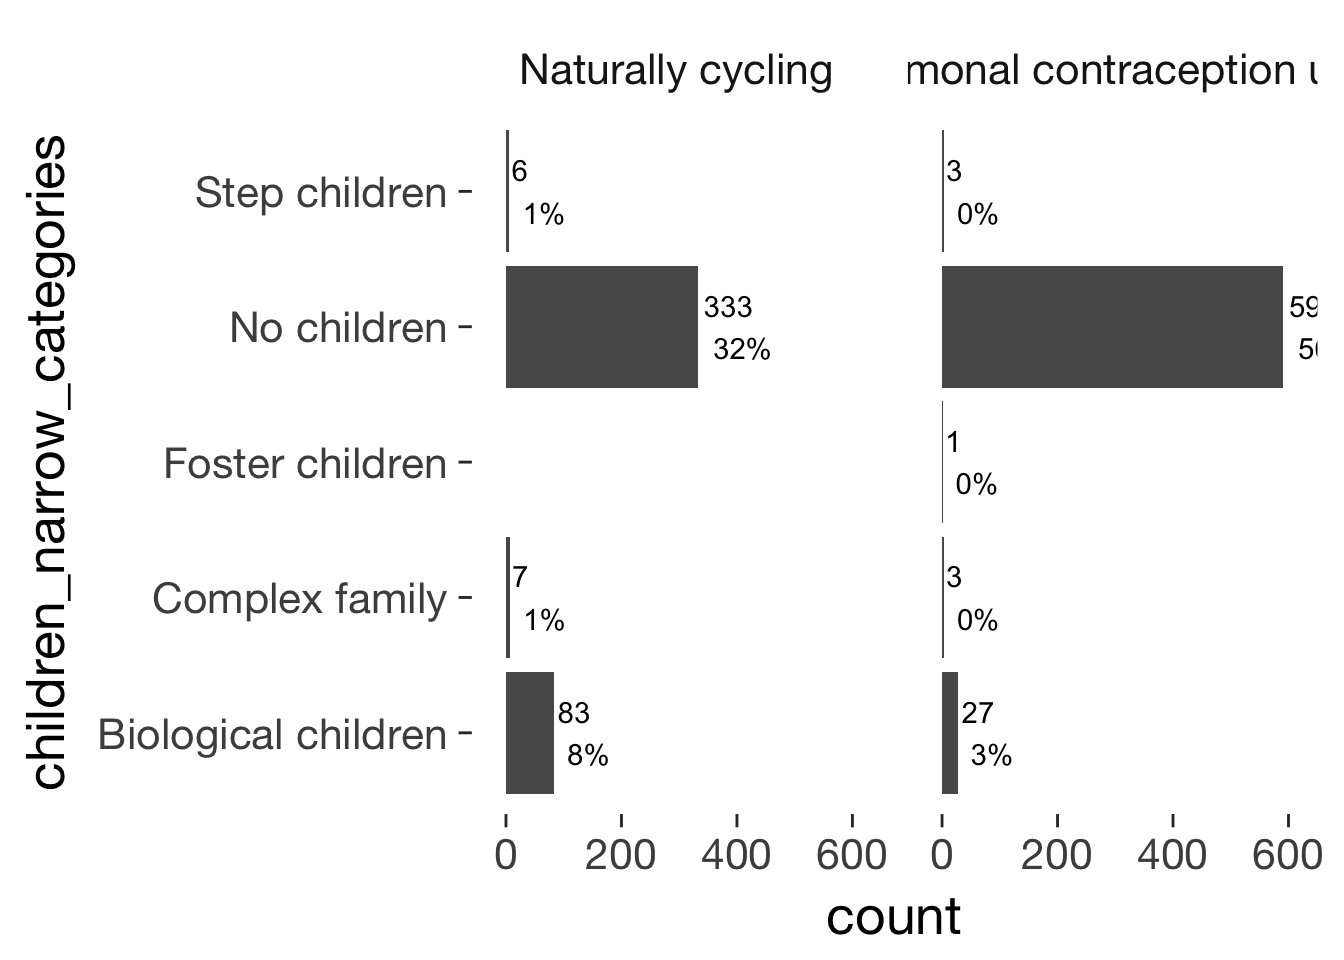 Naturally cycling
monal contraception
children_narrow_categories
Step children
6
1%
3
0%
No children
333
32%
Foster children
1
0%
Complex family
7
1%
3
0%
Biological children
83
8%
27
3%
0 200 400 600
0 200 400 600
count